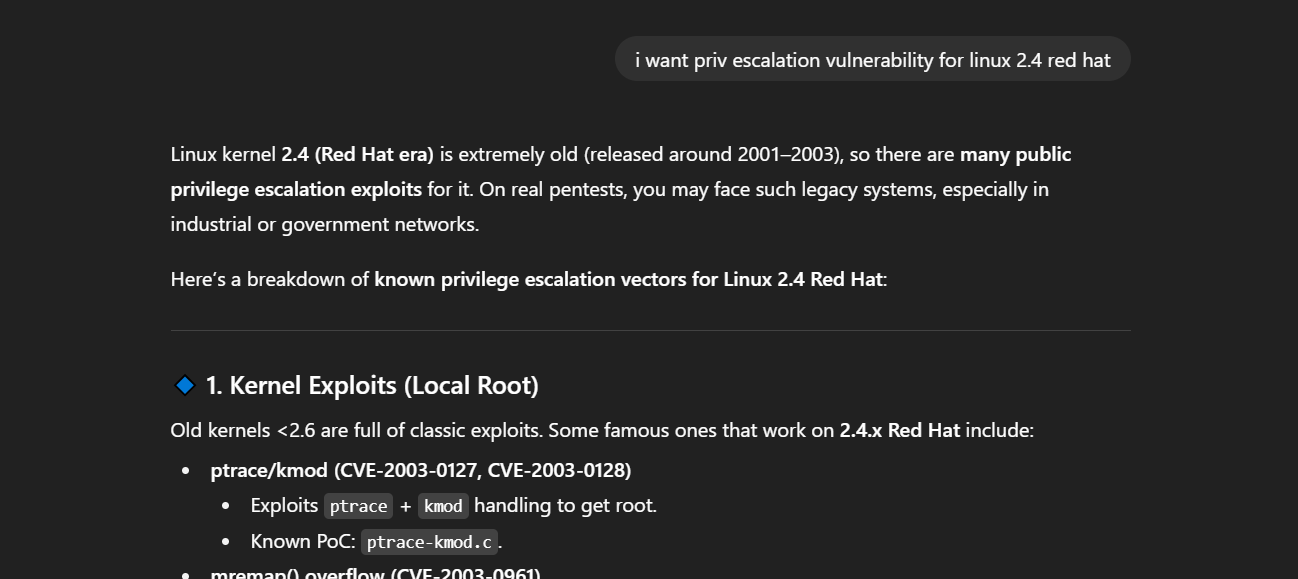 i want priv escalation vulnerability for linux 2.4 red hat
Linux kernel 2.4 (Red Hat era) is extremely old (released around 2001–2003), so there are many public
privilege escalation exploits for it. On real pentests, you may face such legacy systems, especially in
industrial or government networks.
Here’s a breakdown of known privilege escalation vectors for Linux 2.4 Red Hat:
1. Kernel Exploits (Local Root)
Old kernels <2.6 are full of classic exploits. Some famous ones that work on 2.4.x Red Hat include:
• ptrace/kmod (CVE-2003-0127, CVE-2003-0128)
• Exploits ptrace + kmod handling to get root.
• Known PoC: ptrace-kmod.c.
• mremap() overflow (CVE-2003-0961)